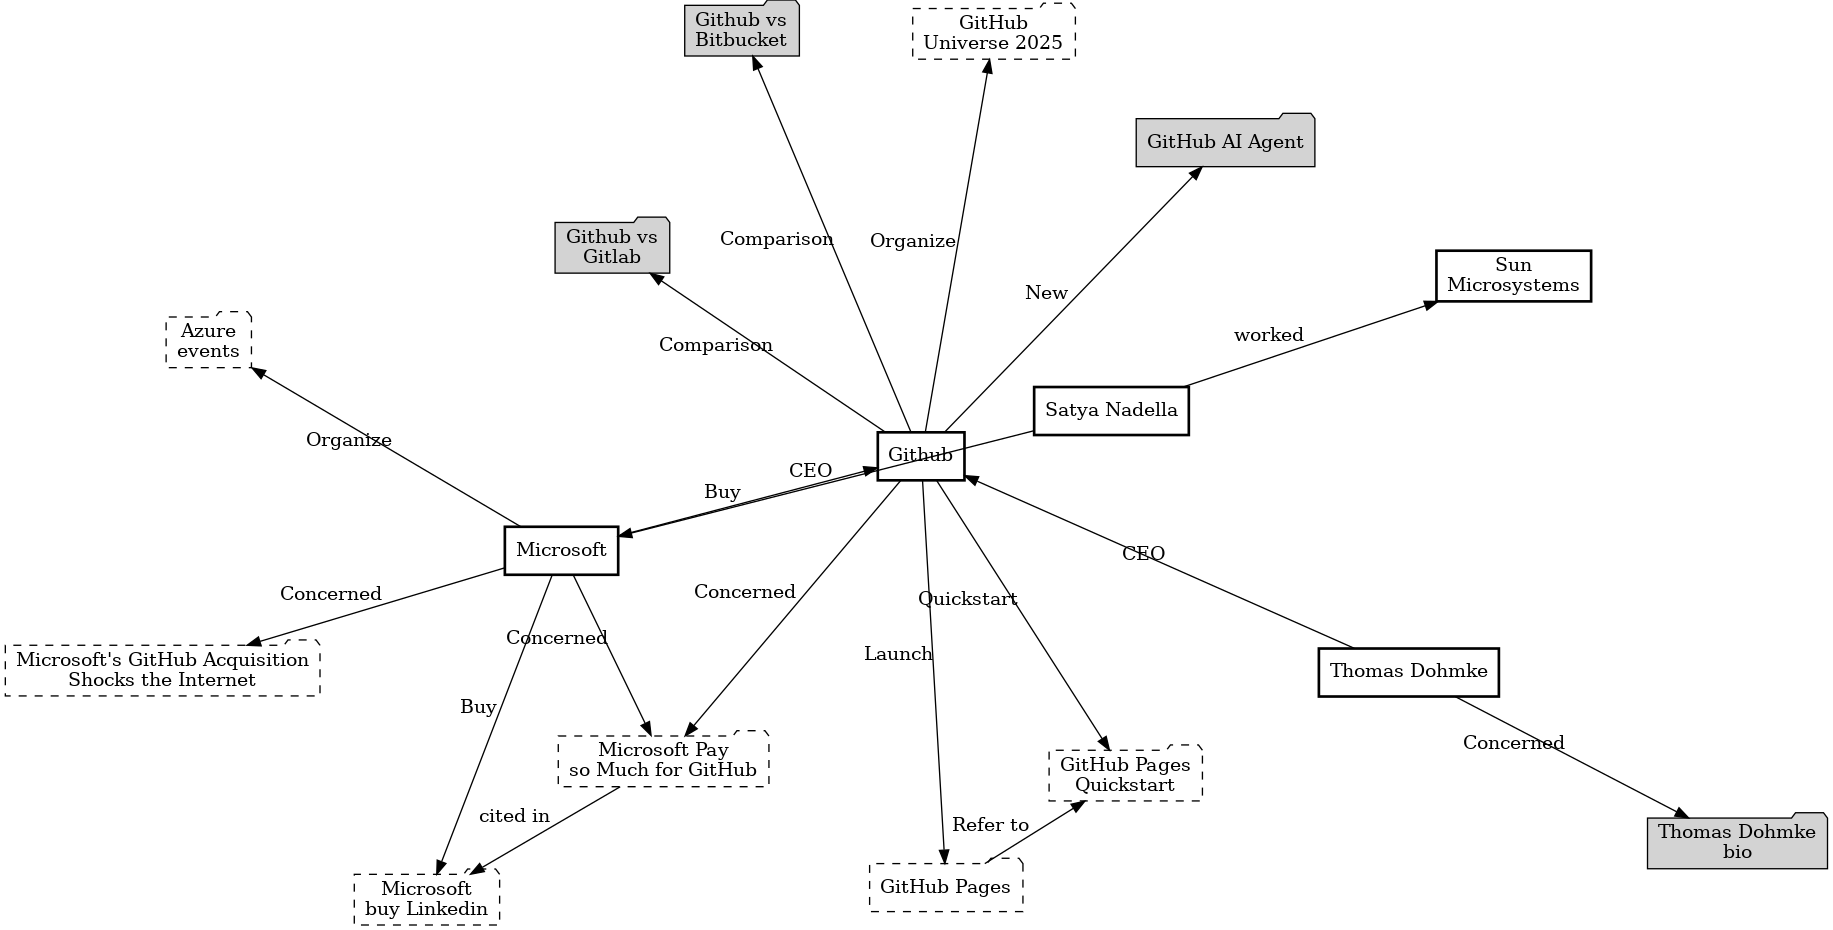 Github vs
Bitbucket
GitHub
Universe 2025
GitHub AI Agent
Github vs
Gitlab
Comparison
Organize
New
Sun
Microsystems
Azure
events
Comparison
worked
Satya Nadella
Organize
Github
CEO
Buy
Microsoft
CEO
Concerned
Concerned
Quickstart
Concerned
Launch
Microsoft's GitHub Acquisition
Shocks the Internet
Thomas Dohmke
Buy
Concerned
Microsoft Pay
so Much for GitHub
GitHub Pages
Quickstart
cited in
Refer to
Thomas Dohmke
bio
Microsoft
buy Linkedin
GitHub Pages